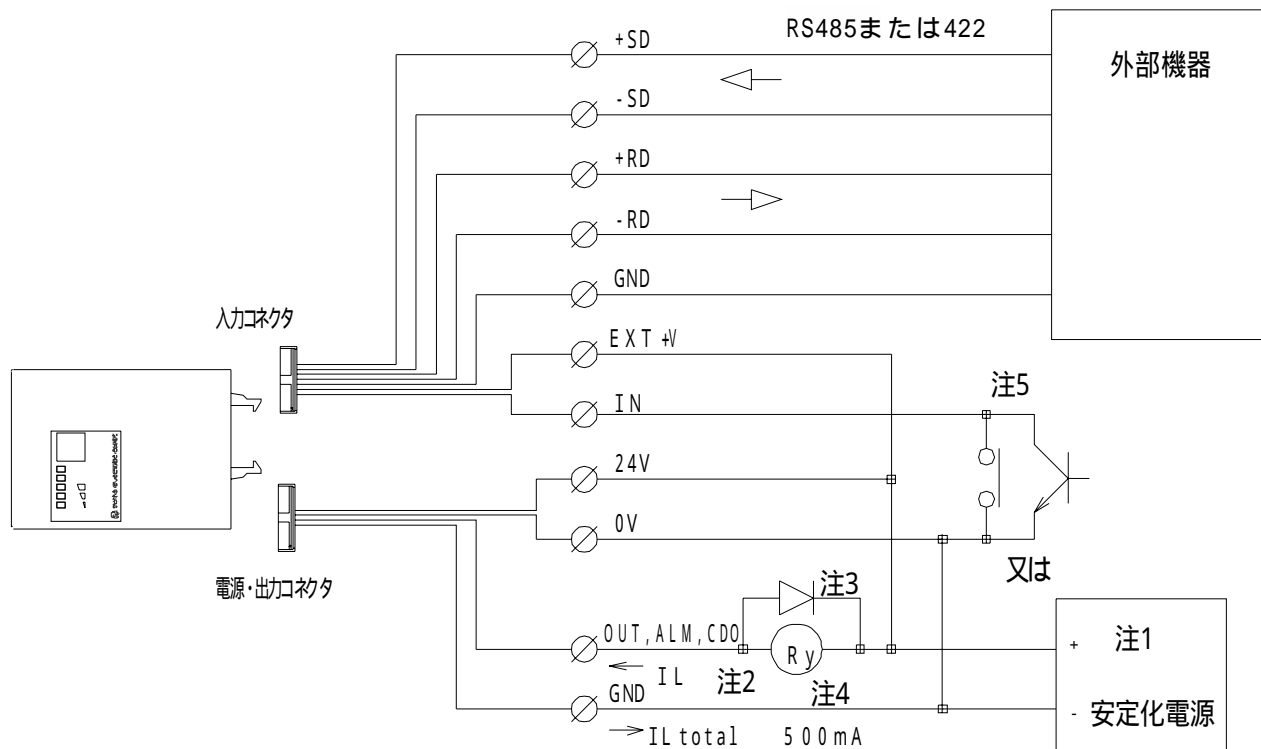 RS485または422
外部機器
+SD
-SD
+RD
-RD
GND
入力コネクタ
EXT +V
IN
注5
24V
0V
又は
電源・出力コネクタ
注3
OUT,ALM,CDO
Ry
+ 注1
IL
注2
注4
GND
- 安定化電源
IL total 500mA